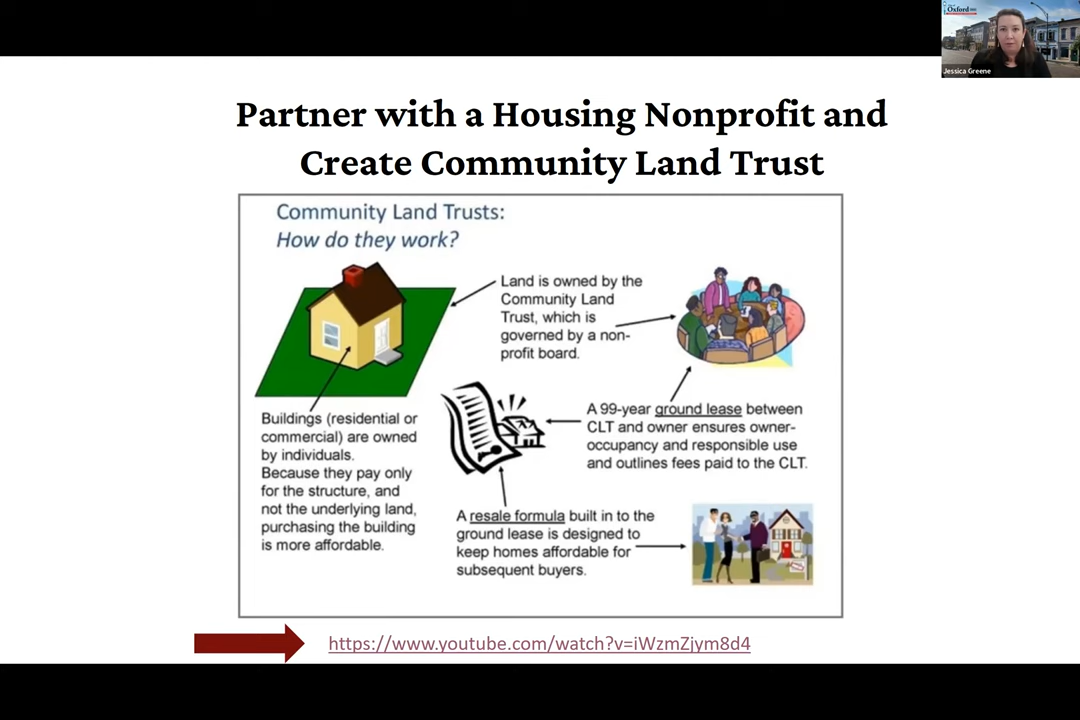 Oxford
Jessica Greene
Partner with a Housing Nonprofit and
Create Community Land Trust
Community Land Trusts:
How do they work?
Land is owned by the
Community Land
Trust, which is
governed by a non-
profit board.
Buildings (residential or
commercial) are owned
by individuals.
Because they pay only
for the structure, and
not the underlying land,
purchasing the building
is more affordable.
A 99-year ground lease between
CLT and owner ensures owner-
occupancy and responsible use
and outlines fees paid to the CLT.
A resale formula built in to the
ground lease is designed to
keep homes affordable for
subsequent buyers.
https://www.youtube.com/watch?v=iWzmZjym8d4